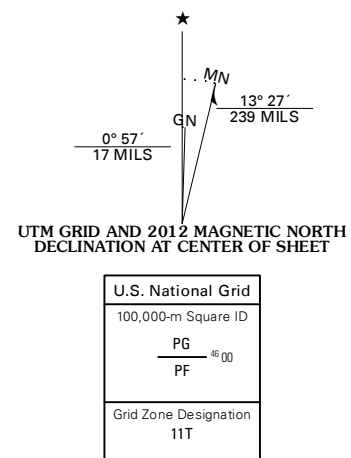 ★
MN
GN
13° 27´
239 MILS
0° 57´
17 MILS
UTM GRID AND 2012 MAGNETIC NORTH
DECLINATION AT CENTER OF SHEET
U.S. National Grid
100,000-m Square ID
PG
46 00
PF
Grid Zone Designation
11T